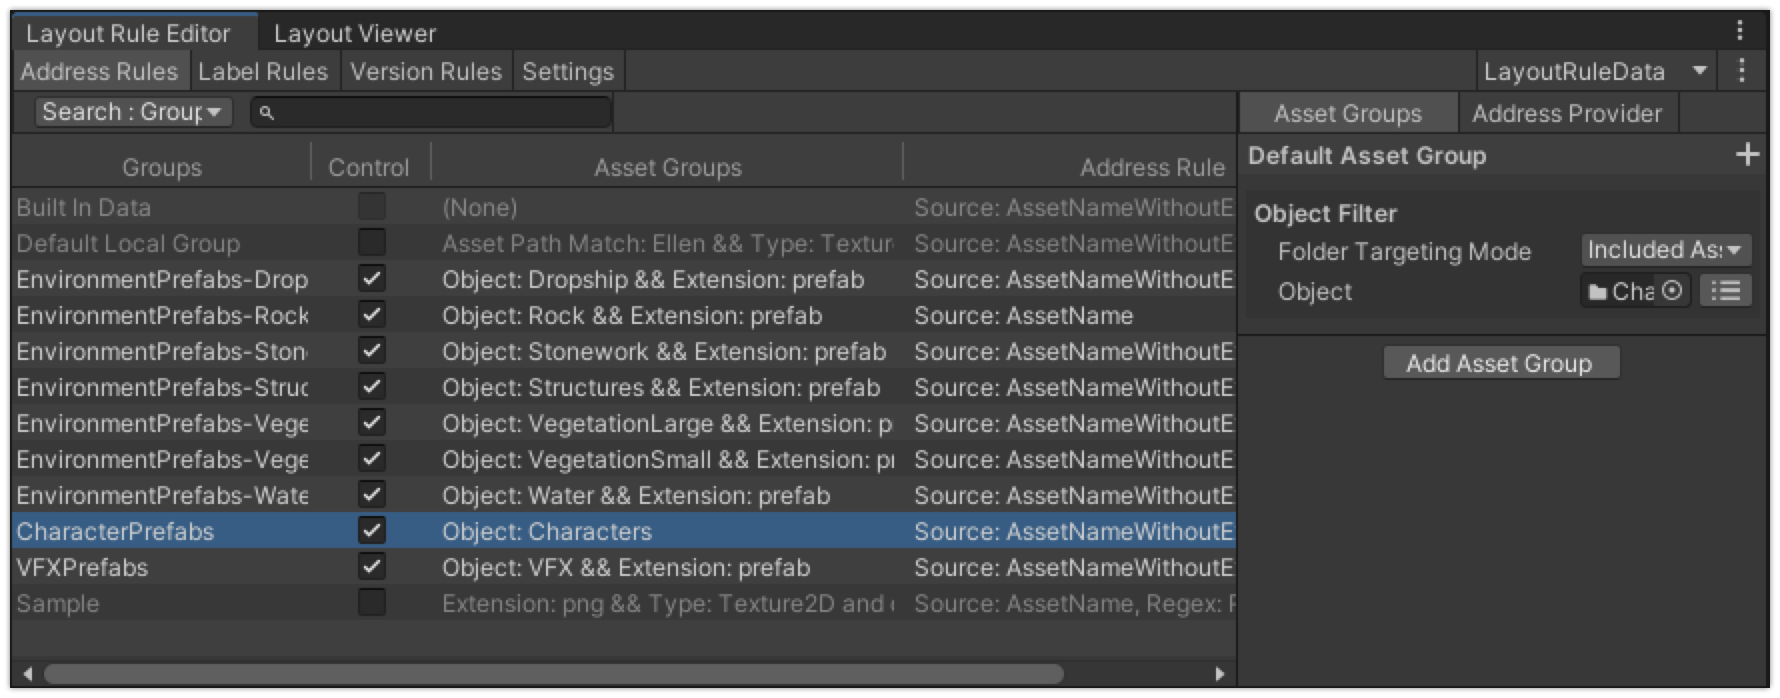 Layout Rule Editor Layout Viewer
Address Rules Label Rules Version Rules Settings LayoutRuleData
Search : Group
Asset Groups Address Provider
Groups Control Asset Groups Address Rule
Default Asset Group
Built In Data (None) Source: AssetNameWithoutE
Object Filter
Default Local Group Asset Path Match: Ellen && Type: Textur Source: AssetNameWithoutE
Folder Targeting Mode Included As
EnvironmentPrefabs-Drop Object: Dropship && Extension: prefab Source: AssetNameWithoutE
Object Cha
EnvironmentPrefabs-Rock Object: Rock && Extension: prefab Source: AssetName
EnvironmentPrefabs-Ston Object: Stonework && Extension: prefab Source: AssetNameWithoutE
Add Asset Group
EnvironmentPrefabs-Struc Object: Structures && Extension: prefab Source: AssetNameWithoutE
EnvironmentPrefabs-Vege Object: VegetationLarge && Extension: p Source: AssetNameWithoutE
EnvironmentPrefabs-Vege Object: VegetationSmall && Extension: pr Source: AssetNameWithoutE
EnvironmentPrefabs-Wate Object: Water && Extension: prefab Source: AssetNameWithoutE
CharacterPrefabs Object: Characters Source: AssetNameWithoutE
VFXPrefabs Object: VFX && Extension: prefab Source: AssetNameWithoutE
Sample Extension: png && Type: Texture2D and Source: AssetName, Regex: